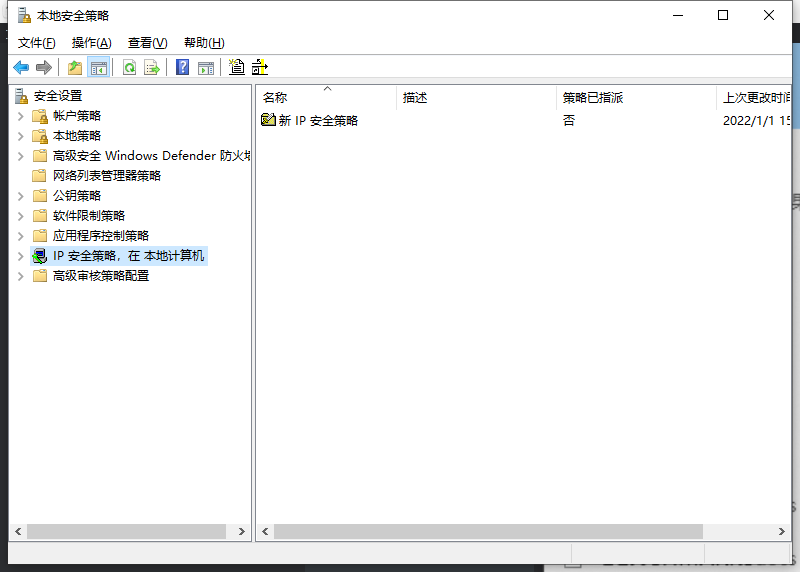 本地安全策略
文件(F) 操作(A) 查看(V) 帮助(H)
安全设置
帐户策略
本地策略
高级安全 Windows Defender 防火墙
网络列表管理器策略
公钥策略
软件限制策略
应用程序控制策略
IP 安全策略，在 本地计算机
高级审核策略配置
名称 描述 策略已指派 上次更改时间
新 IP 安全策略 否 2022/1/1 15